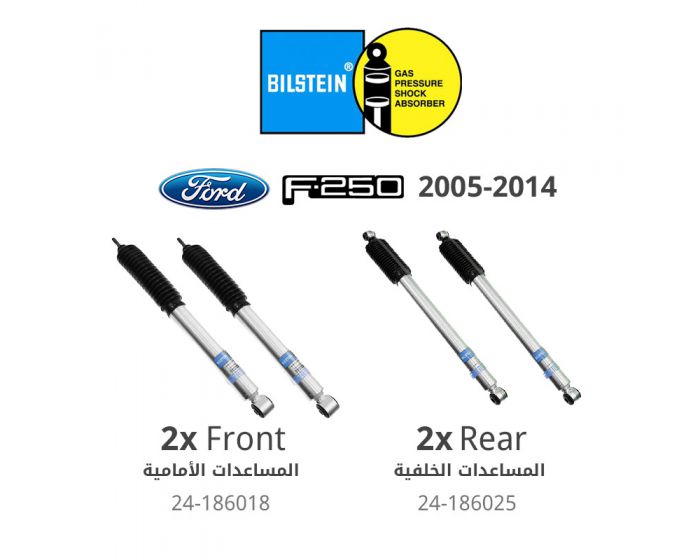 BILSTEIN®
GAS
PRESSURE
SHOCK
ABSORBER
Ford F-250 2005-2014
2x Front
المساعدات الأمامية
24-186018
2x Rear
المساعدات الخلفية
24-186025